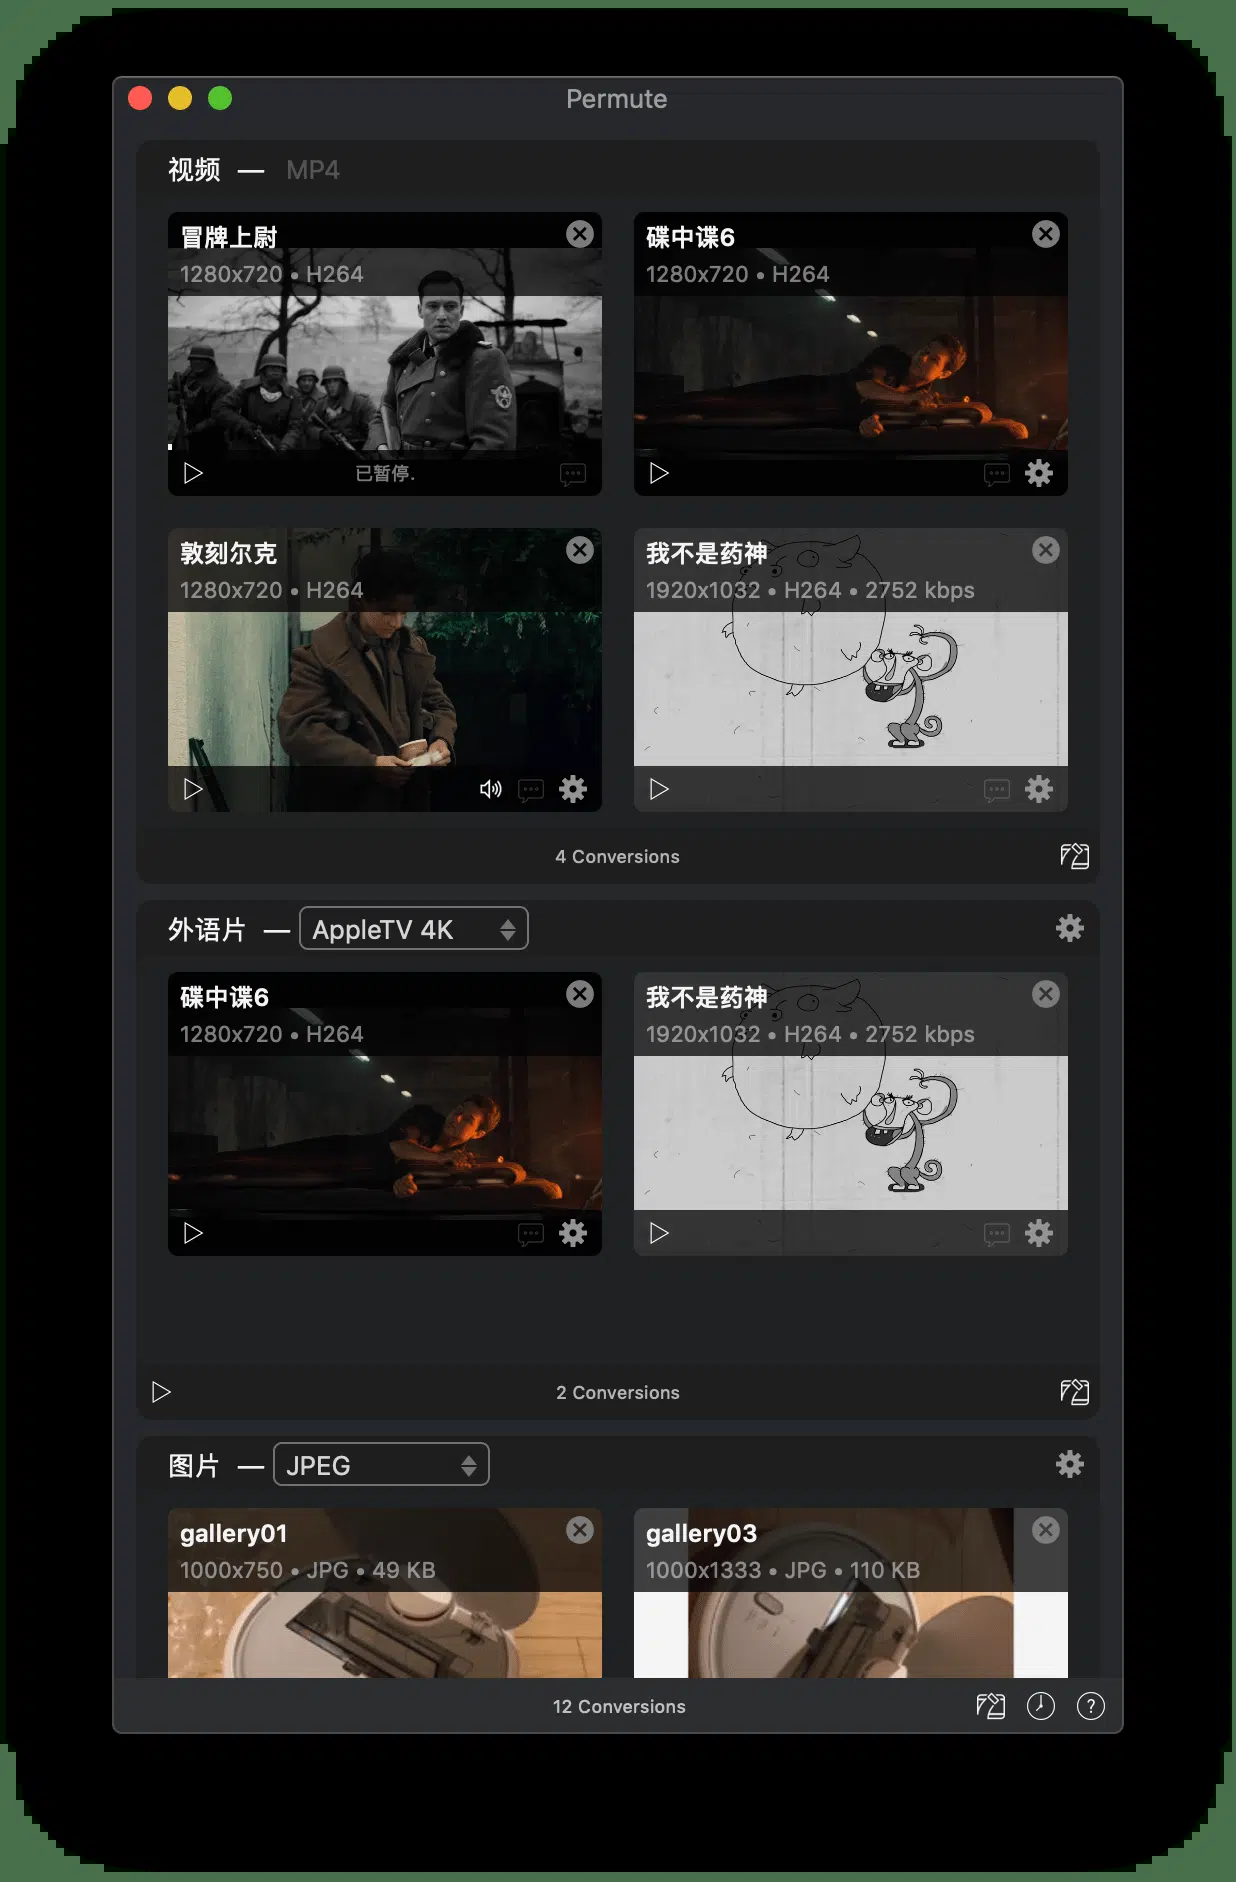 Permute
视频 — MP4
冒牌上尉
1280x720 • H264
已暂停.
碟中谍6
1280x720 • H264
敦刻尔克
1280x720 • H264
我不是药神
1920x1032 • H264 • 2752 kbps
4 Conversions
外语片 — AppleTV 4K
碟中谍6
1280x720 • H264
我不是药神
1920x1032 • H264 • 2752 kbps
2 Conversions
图片 — JPEG
gallery01
1000x750 • JPG • 49 KB
gallery03
1000x1333 • JPG • 110 KB
12 Conversions